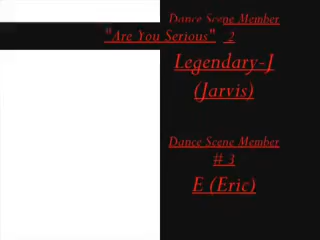 Dance Scene Member
"Are You Serious" 2
Legendary-J
(Jarvis)
Dance Scene Member
# 3
E (Eric)